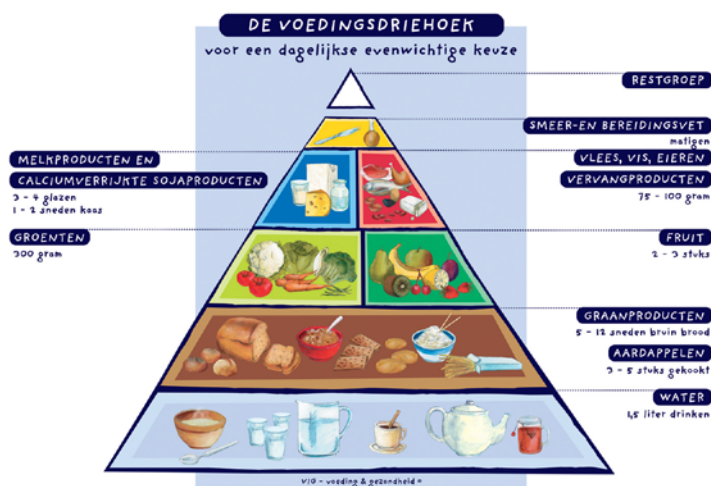 DE VOEDINGSDRIEHOEK
voor een dagelijkse evenwichtige keuze
RESTGROEP
SMEER-EN BEREIDINGSVET
matigen
MELKPRODUCTEN EN
CALCIUMVERRIJKTE SOJAPRODUCTEN
3 - 4 glazen
1 - 2 sneden kaas
VLEES, VIS, EIEREN
VERVANGPRODUCTEN
75 - 100 gram
GROENTEN
300 gram
FRUIT
2 - 3 stuks
GRAANPRODUCTEN
5 - 12 sneden bruin brood
AARDAPPELEN
3 - 5 stuks gekookt
WATER
1,5 liter drinken
VIG - voeding & gezondheid ®